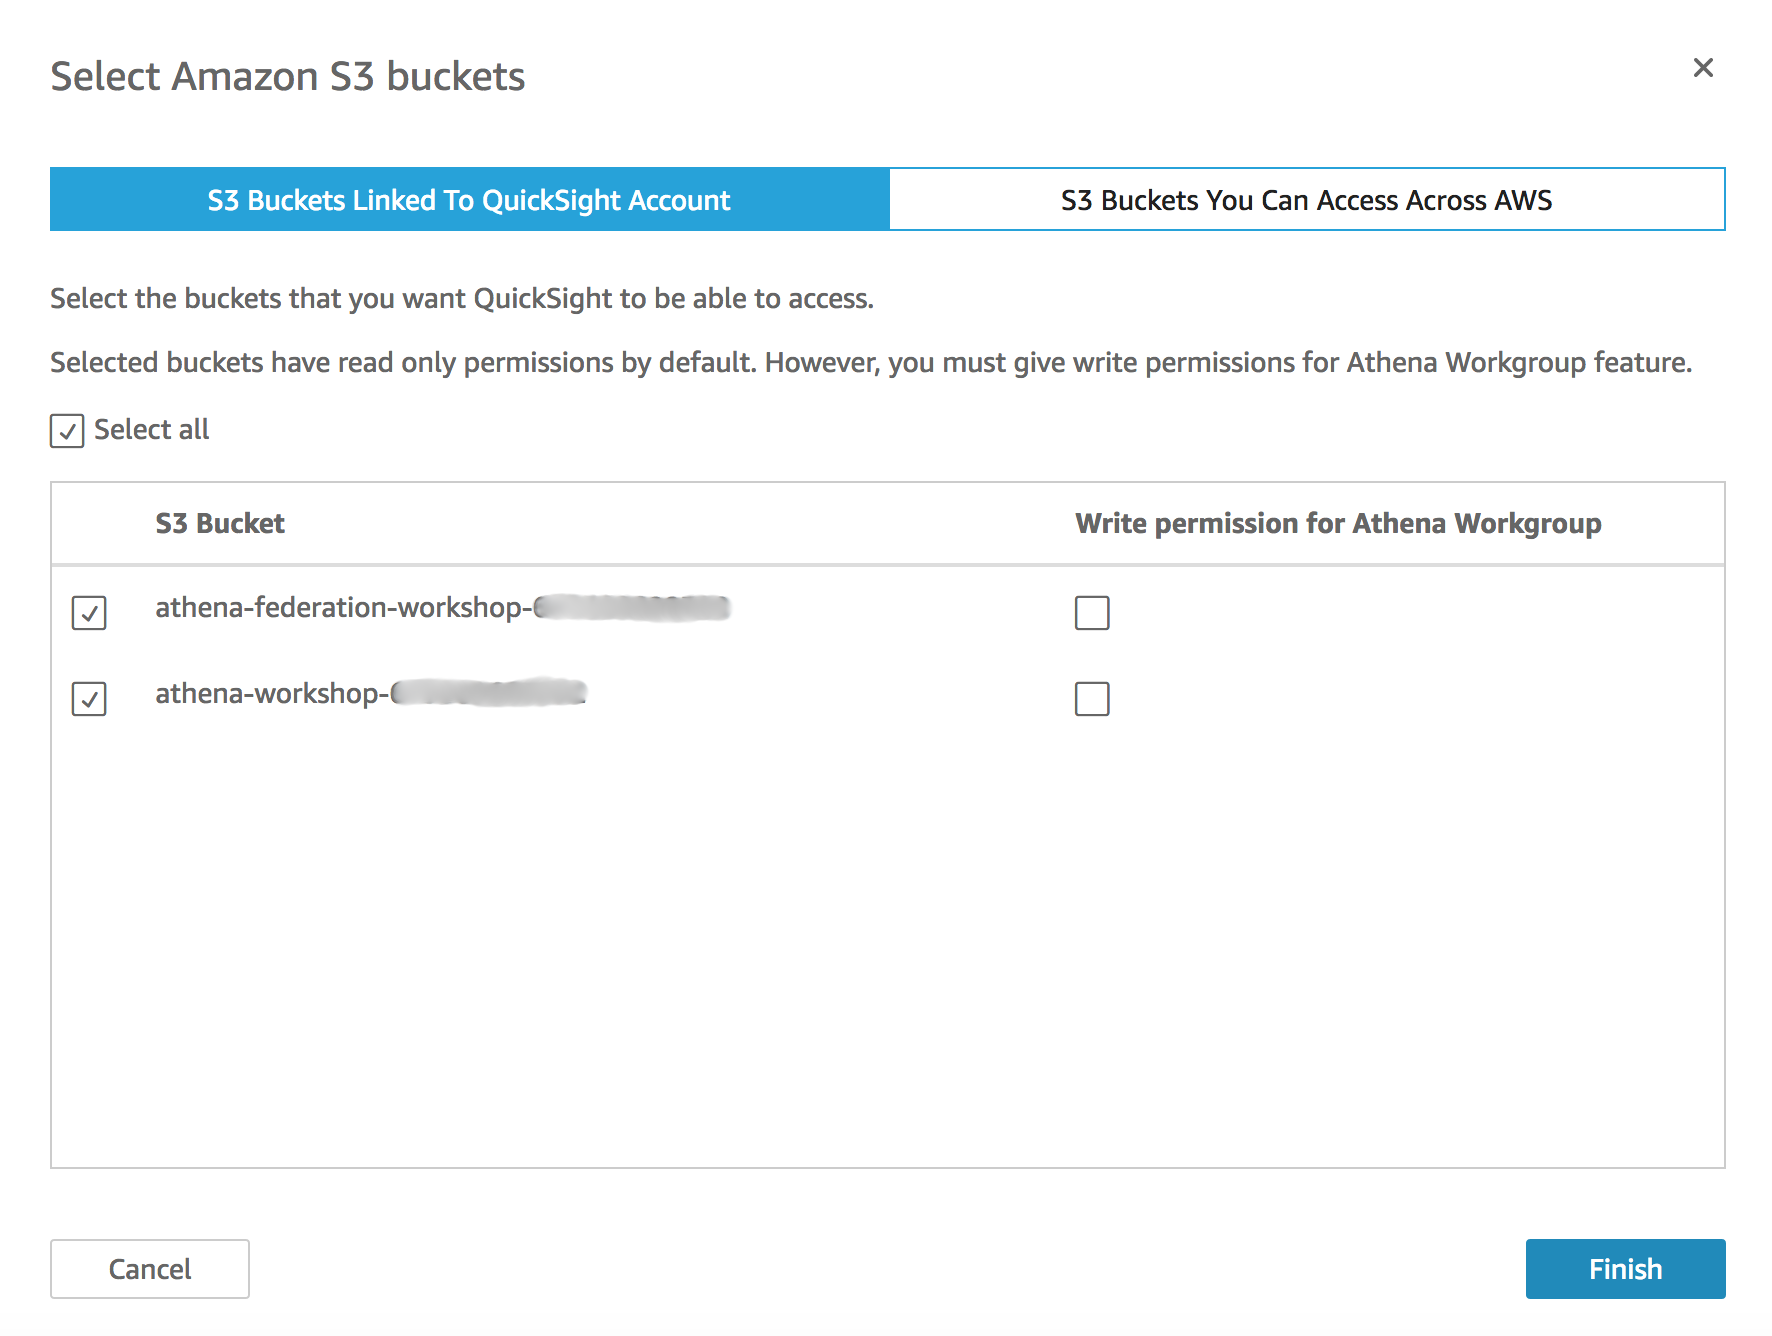 Select Amazon S3 buckets
S3 Buckets Linked To QuickSight Account
S3 Buckets You Can Access Across AWS
Select the buckets that you want QuickSight to be able to access.
Selected buckets have read only permissions by default. However, you must give write permissions for Athena Workgroup feature.
Select all
S3 Bucket
Write permission for Athena Workgroup
athena-federation-workshop-
athena-workshop-
Cancel
Finish